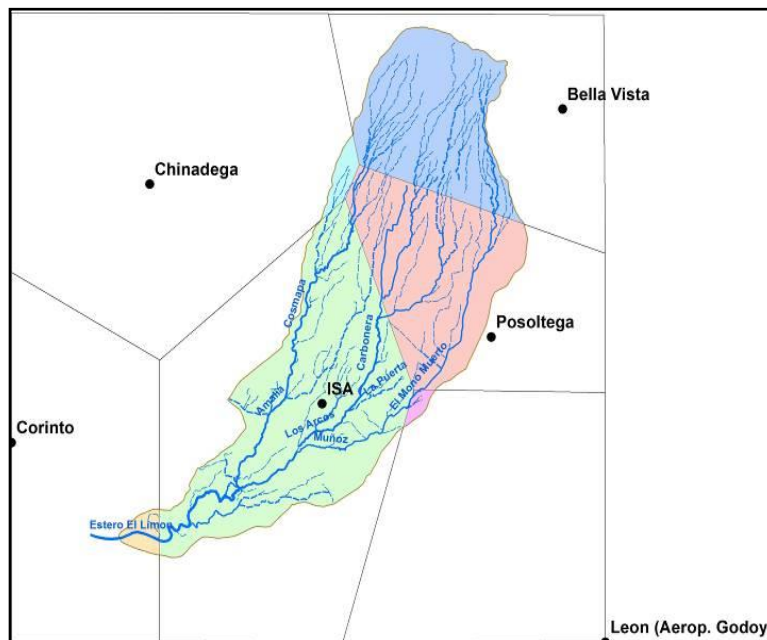 Bella Vista
Chinadega
Cosmapa
Posoltega
Carbonera
La Puerta
ISA
Amalia
El Mono Muerto
Los Arcos
Muñoz
Corinto
Estero El Limon
Leon (Aerop. Godoy